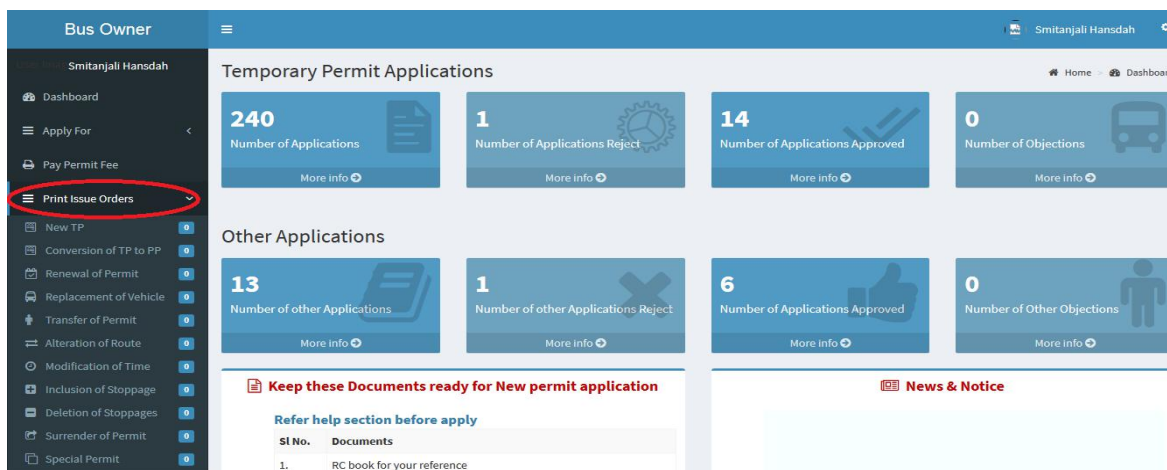 Bus Owner
Smitanjali Hansdah
Smitanjali Hansdah
Dashboard
Apply For
Pay Permit Fee
Print Issue Orders
New TP 0
Conversion of TP to PP 0
Renewal of Permit 0
Replacement of Vehicle 0
Transfer of Permit 0
Alteration of Route 0
Modification of Time 0
Inclusion of Stoppage 0
Deletion of Stoppages 0
Surrender of Permit 0
Special Permit 0
Temporary Permit Applications
Home > Dashboar
240
Number of Applications
More info
1
Number of Applications Reject
More info
14
Number of Applications Approved
More info
0
Number of Objections
More info
Other Applications
13
Number of other Applications
More info
1
Number of other Applications Reject
More info
6
Number of Applications Approved
More info
0
Number of Other Objections
More info
Keep these Documents ready for New permit application
Refer help section before apply
Sl No. Documents
1. RC book for your reference
News & Notice